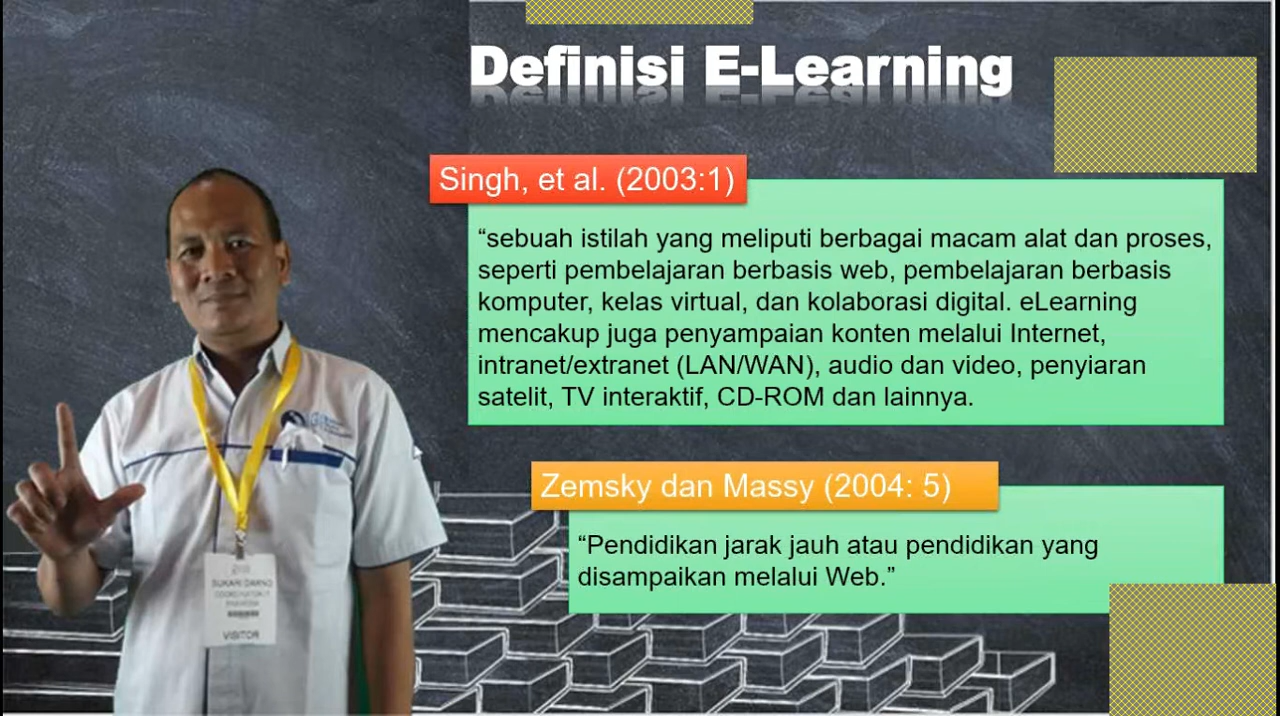 Definisi E-Learning
Singh, et al. (2003:1)
“sebuah istilah yang meliputi berbagai macam alat dan proses,
seperti pembelajaran berbasis web, pembelajaran berbasis
komputer, kelas virtual, dan kolaborasi digital. eLearning
mencakup juga penyampaian konten melalui Internet,
intranet/extranet (LAN/WAN), audio dan video, penyiaran
satelit, TV interaktif, CD-ROM dan lainnya.
Zemsky dan Massy (2004: 5)
“Pendidikan jarak jauh atau pendidikan yang
disampaikan melalui Web.”
SUKARI DARNO
VISITOR